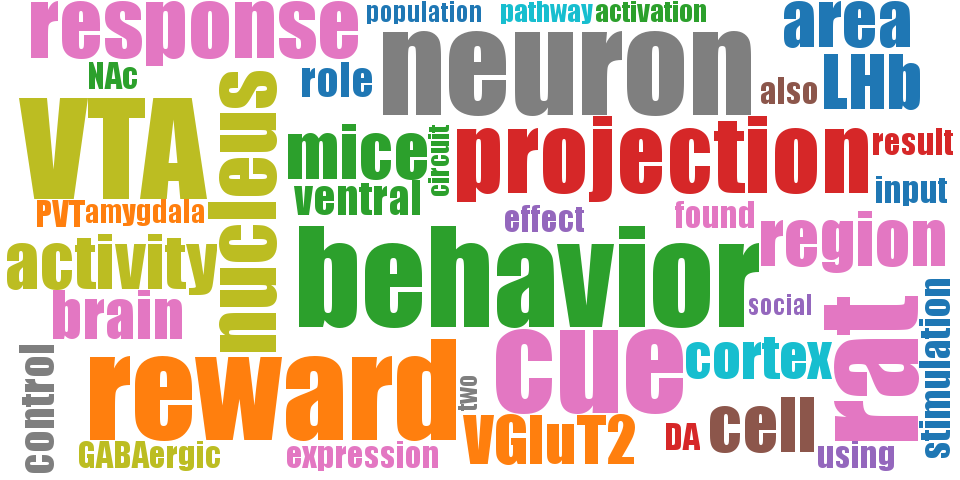 response
population
pathway
activation
area
neuron
NAc
role
also
LHb
VTA
nucleus
mice
circuit
projection
result
ventral
input
PVT
amygdala
effect
found
region
activity
behavior
brain
social
stimulation
rat
cue
cortex
reward
control
two
VGluT2
DA
cell
GABAergic
expression
using